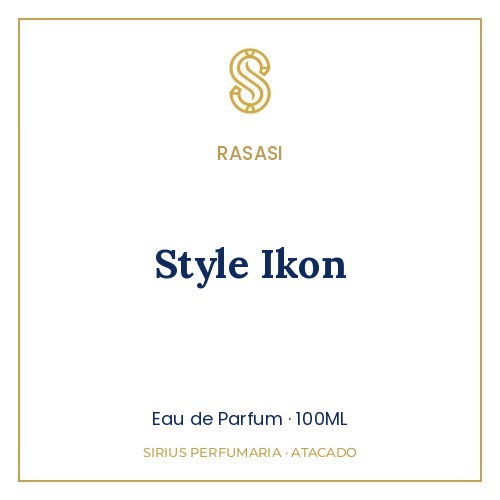 RASASI
Style Ikon
Eau de Parfum · 100ML
SIRIUS PERFUMARIA · ATACADO